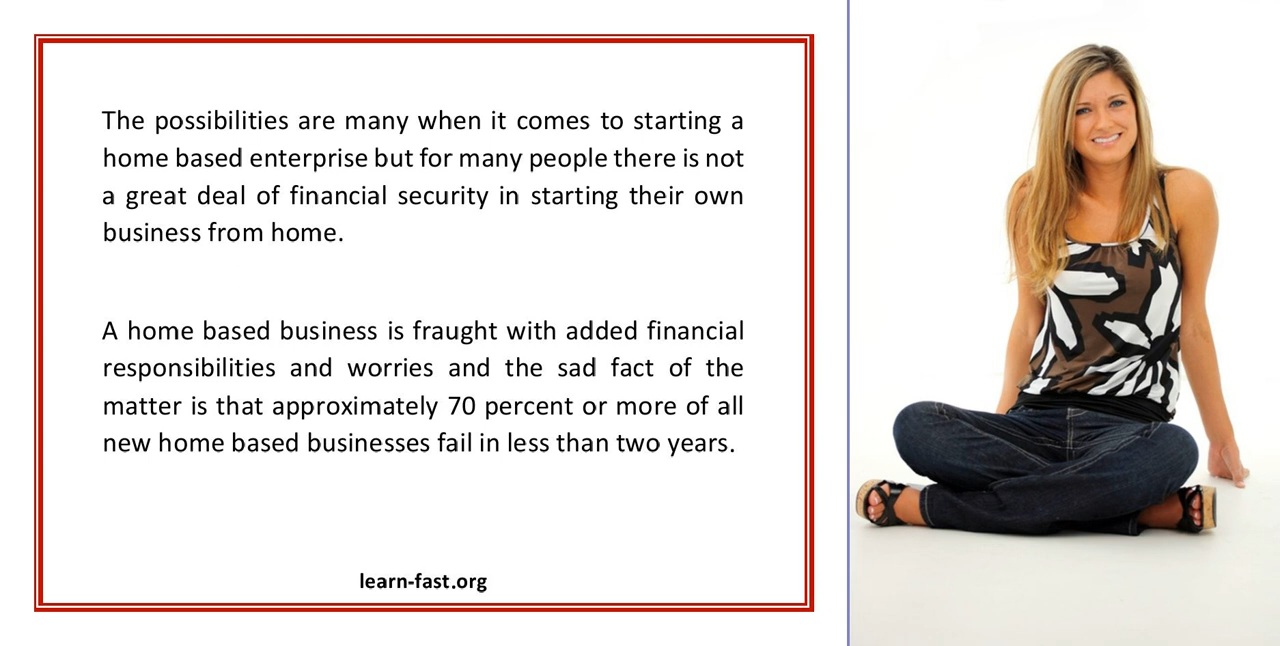 The possibilities are many when it comes to starting a
home based enterprise but for many people there is not
a great deal of financial security in starting their own
business from home.
A home based business is fraught with added financial
responsibilities and worries and the sad fact of the
matter is that approximately 70 percent or more of all
new home based businesses fail in less than two years.
learn-fast.org